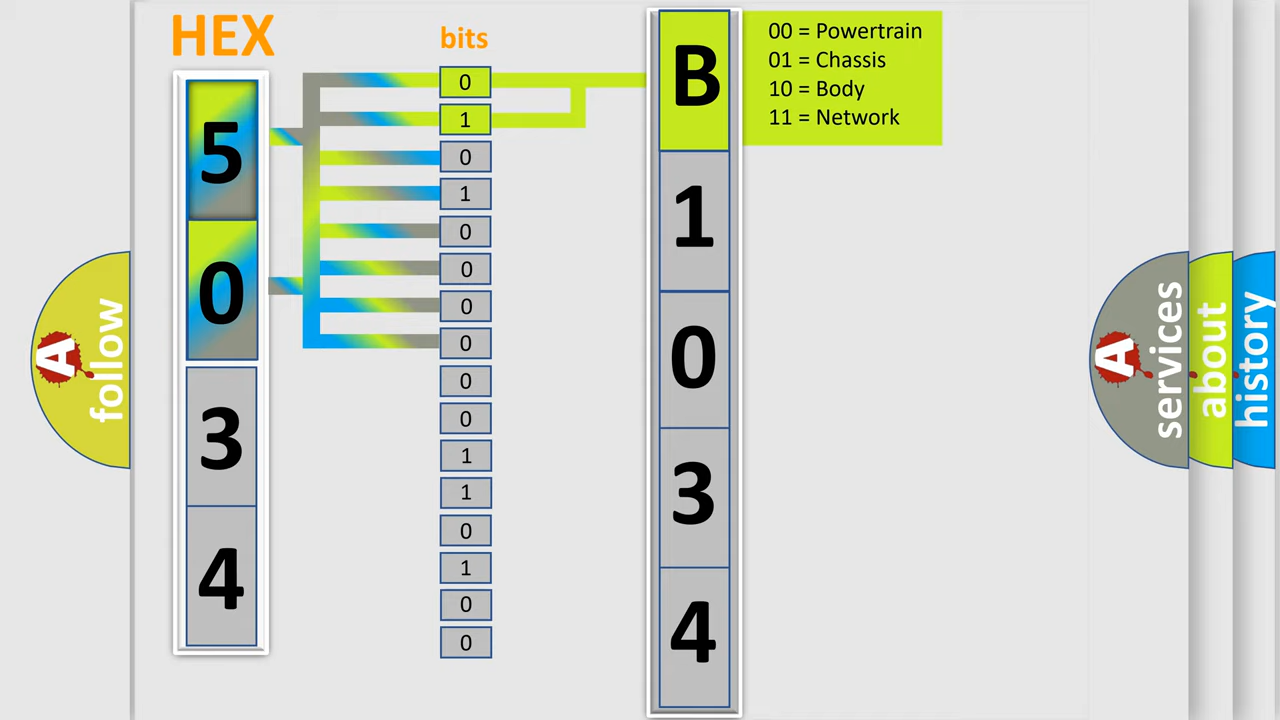 HEX
bits
5
0
3
4
0
1
0
1
0
0
0
0
0
0
1
1
0
1
0
0
B
1
0
3
4
00 = Powertrain
01 = Chassis
10 = Body
11 = Network
A
follow
A
services
about
history